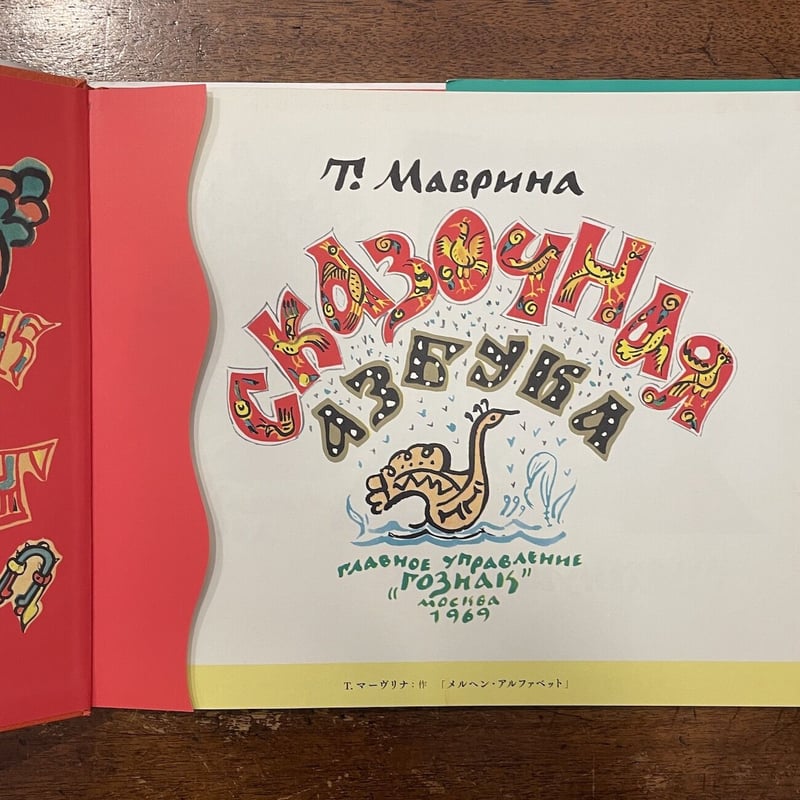 Т. Маврина
СКАЗОЧНАЯ
АЗБУКА
ГЛАВНОЕ УПРАВЛЕНИЕ
„ГОЗНАК”
МОСКВА
1969
T. マーヴリナ：作 「メルヘン・アルファベット」